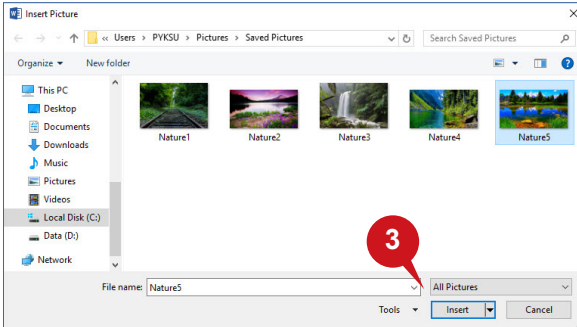 Insert Picture
« Users > PYKSU > Pictures > Saved Pictures
Search Saved Pictures
Organize
New folder
This PC
Desktop
Documents
Downloads
Music
Pictures
Videos
Local Disk (C:)
Data (D:)
Network
Nature1
Nature2
Nature3
Nature4
Nature5
3
File name: Nature5
All Pictures
Tools
Insert
Cancel